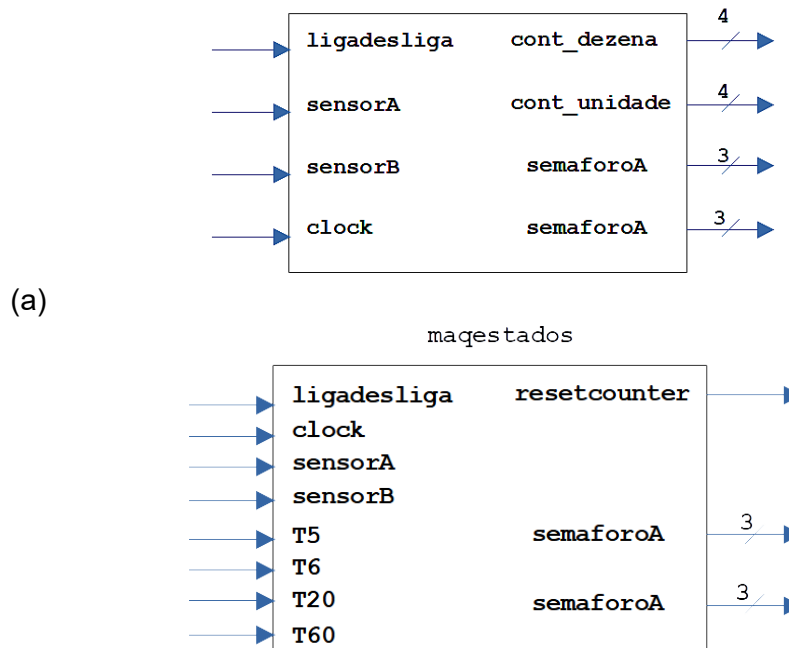 4
ligadesliga cont_dezena
4
sensorA cont_unidade
3
sensorB semaforoA
3
clock semaforoA
(a)
maqestados
ligadesliga resetcounter
clock
sensorA
sensorB
3
T5 semaforoA
T6
3
T20 semaforoA
T60